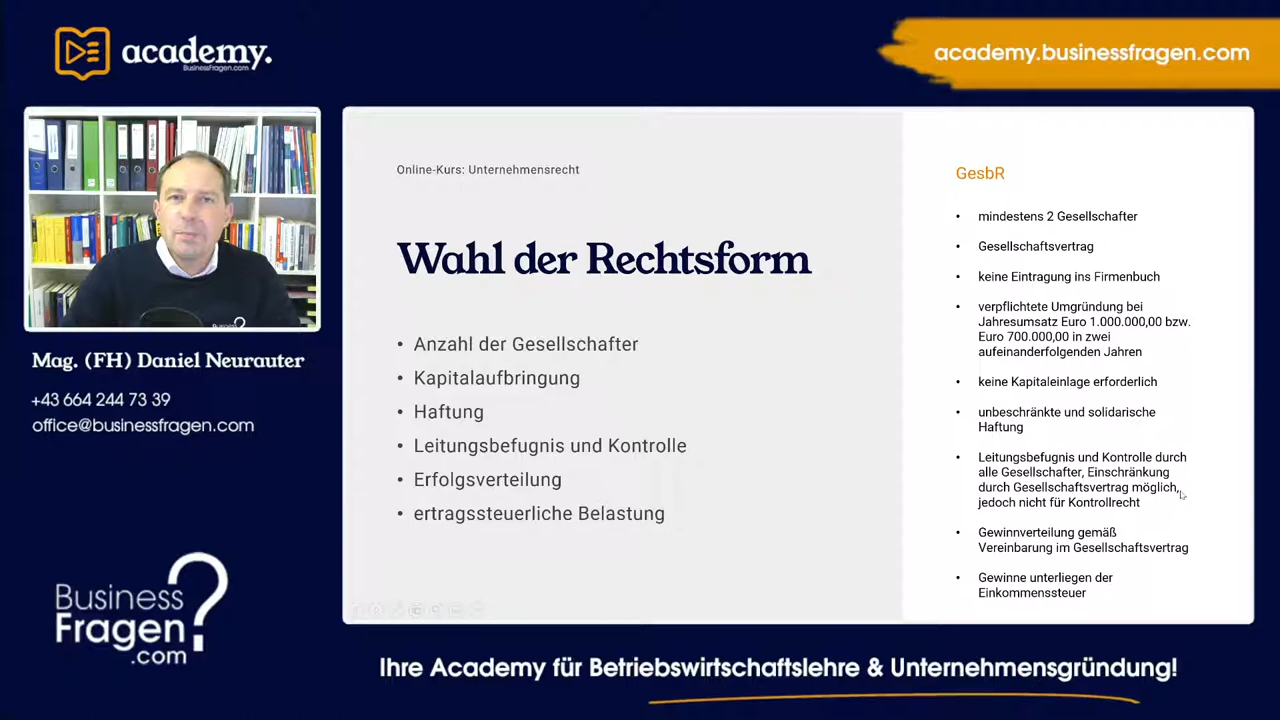 academy.
BusinessFragen.com
academy.businessfragen.com
Mag. (FH) Daniel Neurauter
+43 664 244 73 39
office@businessfragen.com
Business
Fragen
.com
?
Online-Kurs: Unternehmensrecht
Wahl der Rechtsform
• Anzahl der Gesellschafter
• Kapitalaufbringung
• Haftung
• Leitungsbefugnis und Kontrolle
• Erfolgsverteilung
• ertragssteuerliche Belastung
GesbR
• mindestens 2 Gesellschafter
• Gesellschaftsvertrag
• keine Eintragung ins Firmenbuch
• verpflichtete Umgründung bei
Jahresumsatz Euro 1.000.000,00 bzw.
Euro 700.000,00 in zwei
aufeinanderfolgenden Jahren
• keine Kapitaleinlage erforderlich
• unbeschränkte und solidarische
Haftung
• Leitungsbefugnis und Kontrolle durch
alle Gesellschafter, Einschränkung
durch Gesellschaftsvertrag möglich,
jedoch nicht für Kontrollrecht
• Gewinnverteilung gemäß
Vereinbarung im Gesellschaftsvertrag
• Gewinne unterliegen der
Einkommenssteuer
Ihre Academy für Betriebswirtschaftslehre & Unternehmensgründung!